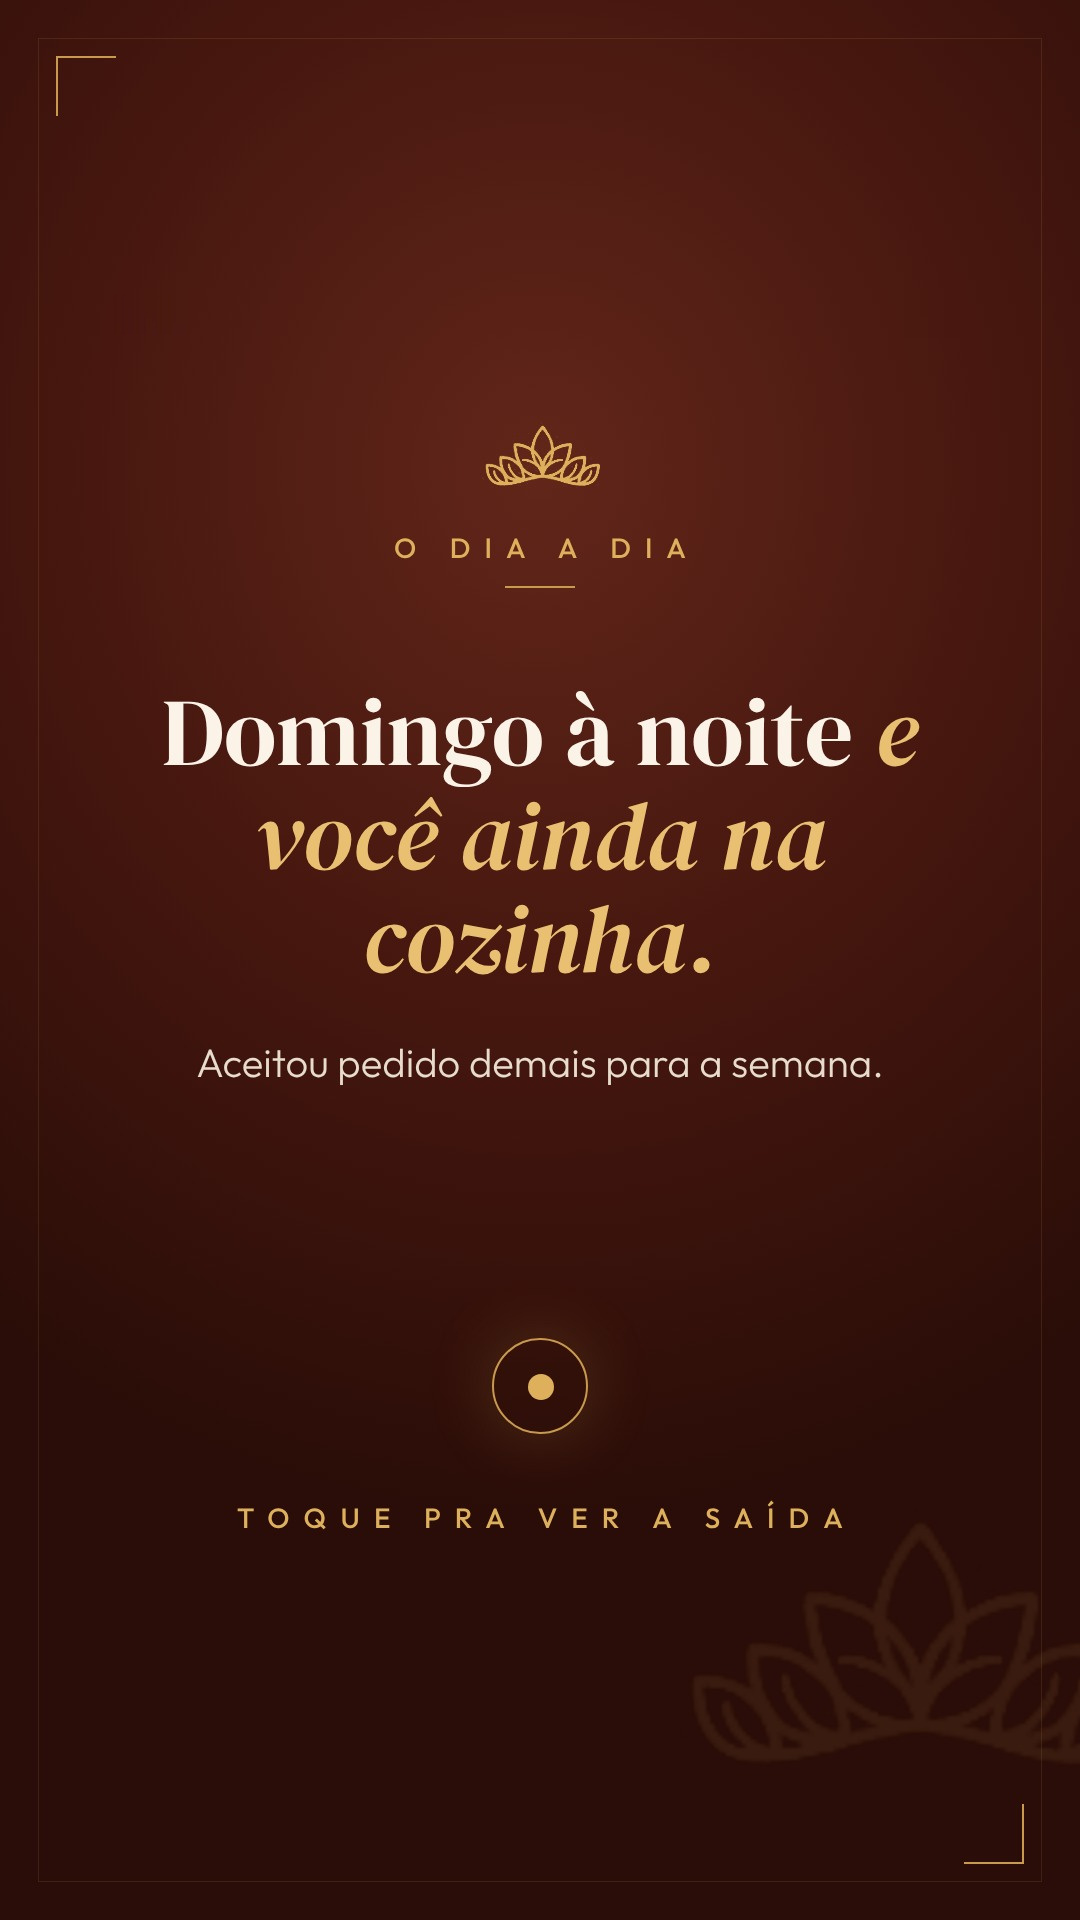 O DIA A DIA
Domingo à noite e
você ainda na
cozinha.
Aceitou pedido demais para a semana.
TOQUE PRA VER A SAÍDA